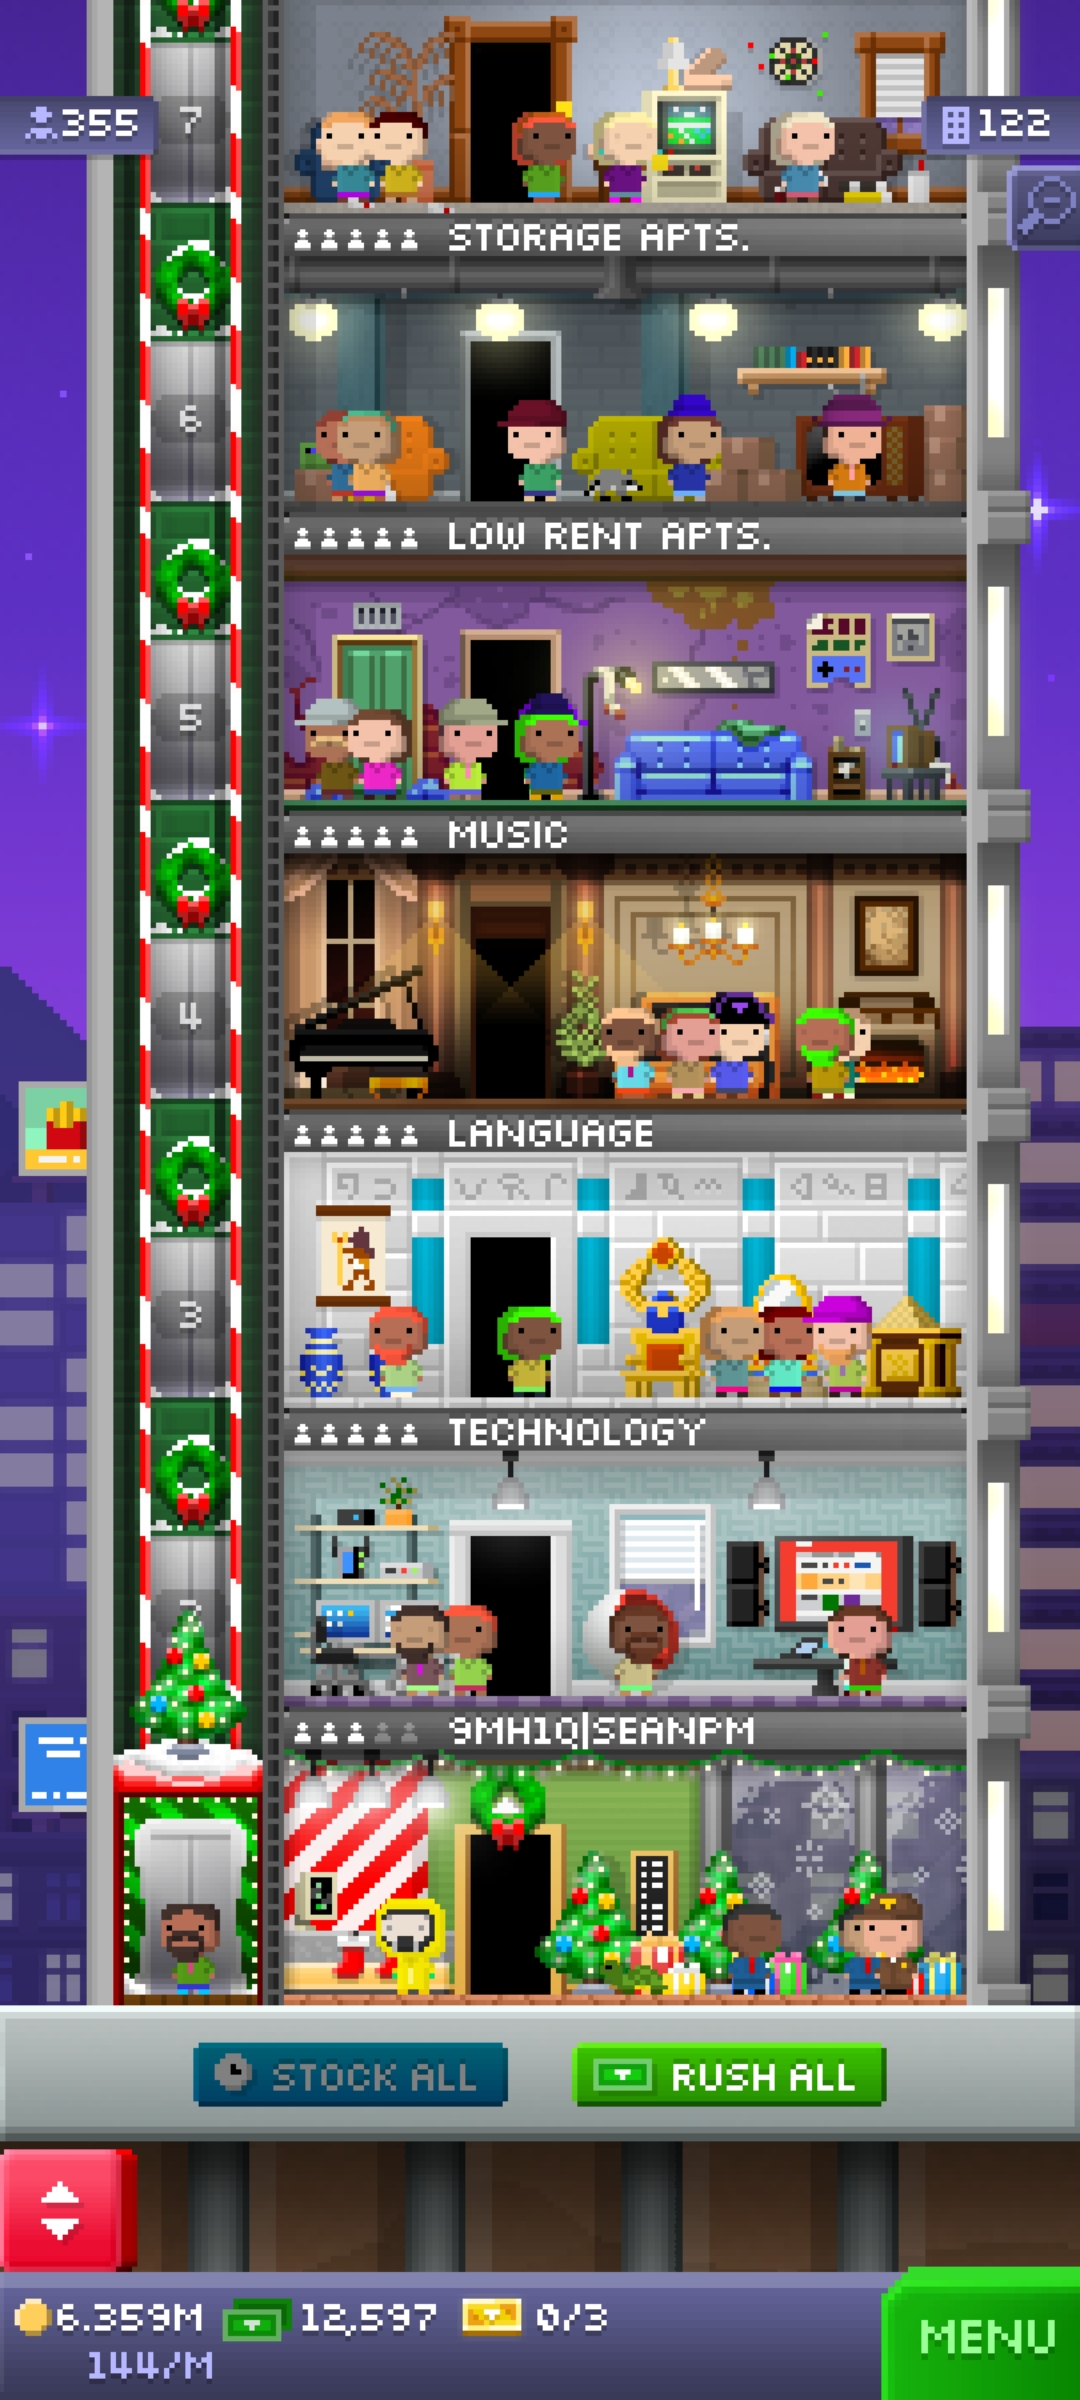 7
355
122
STORAGE APTS.
6
LOW RENT APTS.
5
MUSIC
4
LANGUAGE
3
TECHNOLOGY
9MH1Q|SEANPM
STOCK ALL
RUSH ALL
6.359M
12,597
0/3
144/M
MENU